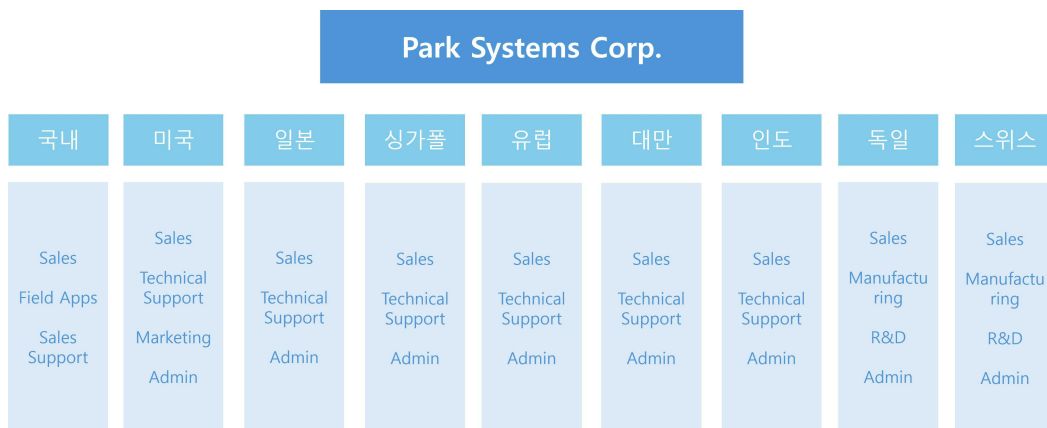 Park Systems Corp.
국내
미국
일본
싱가폴
유럽
대만
인도
독일
스위스
Sales
Field Apps
Sales
Support
Sales
Technical
Support
Marketing
Admin
Sales
Technical
Support
Admin
Sales
Technical
Support
Admin
Sales
Technical
Support
Admin
Sales
Technical
Support
Admin
Sales
Technical
Support
Admin
Sales
Manufactu
ring
R&D
Admin
Sales
Manufactu
ring
R&D
Admin